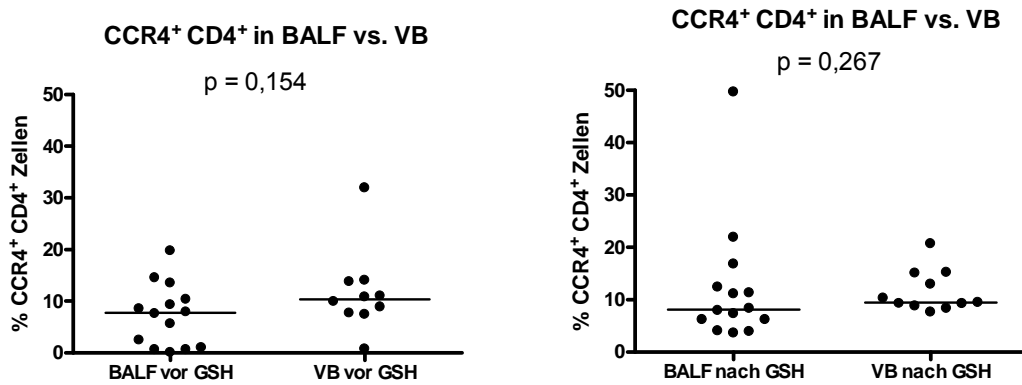 CCR4⁺ CD4⁺ in BALF vs. VB
p = 0,154
% CCR4⁺ CD4⁺ Zellen
50
40
30
20
10
0
BALF vor GSH
VB vor GSH
CCR4⁺ CD4⁺ in BALF vs. VB
p = 0,267
% CCR4⁺ CD4⁺ Zellen
50
40
30
20
10
0
BALF nach GSH
VB nach GSH